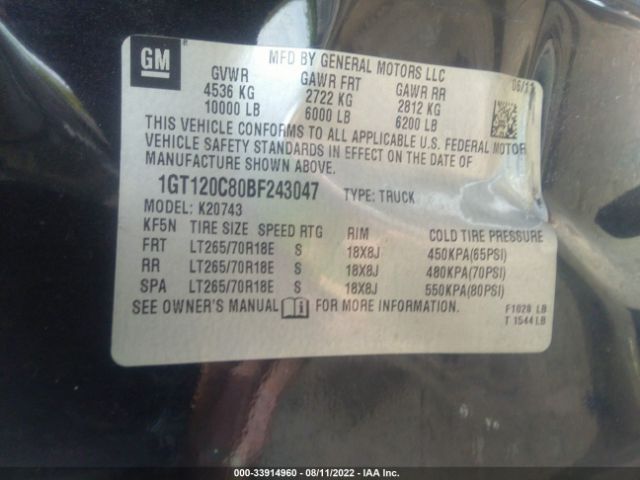 GM
MFD BY GENERAL MOTORS LLC
GVWR GAWR FRT GAWR RR
4536 KG 2722 KG 2812 KG
10000 LB 6000 LB 6200 LB
THIS VEHICLE CONFORMS TO ALL APPLICABLE U.S. FEDERAL MOTOR
VEHICLE SAFETY STANDARDS IN EFFECT ON THE DATE OF
MANUFACTURE SHOWN ABOVE.
1GT120C80BF243047 TYPE: TRUCK
MODEL: K20743
KF5N TIRE SIZE SPEED RTG RIM COLD TIRE PRESSURE
FRT LT265/70R18E S 18X8J 450KPA(65PSI)
RR LT265/70R18E S 18X8J 480KPA(70PSI)
SPA LT265/70R18E S 18X8J 550KPA(80PSI)
SEE OWNER'S MANUAL FOR MORE INFORMATION.
F1028 LB
T 1544 LB
000-33914960 - 08/11/2022 - IAA Inc.